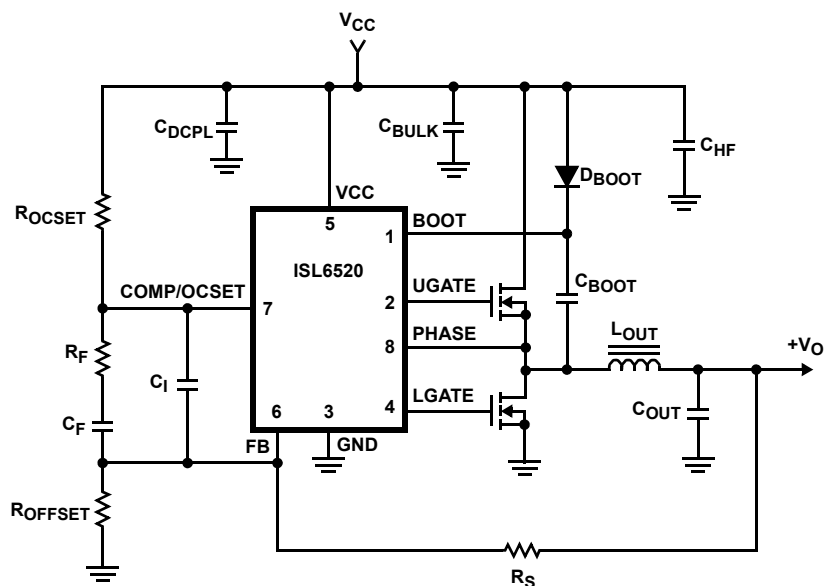 VCC
CDCPL
CBULK
CHF
DBOOT
ROCSET
VCC
5
BOOT
1
ISL6520
CBOOT
COMP/OCSET
7
UGATE
2
PHASE
8
LOUT
+VO
RF
CI
LGATE
4
COUT
CF
6
3
FB
GND
ROFFSET
RS